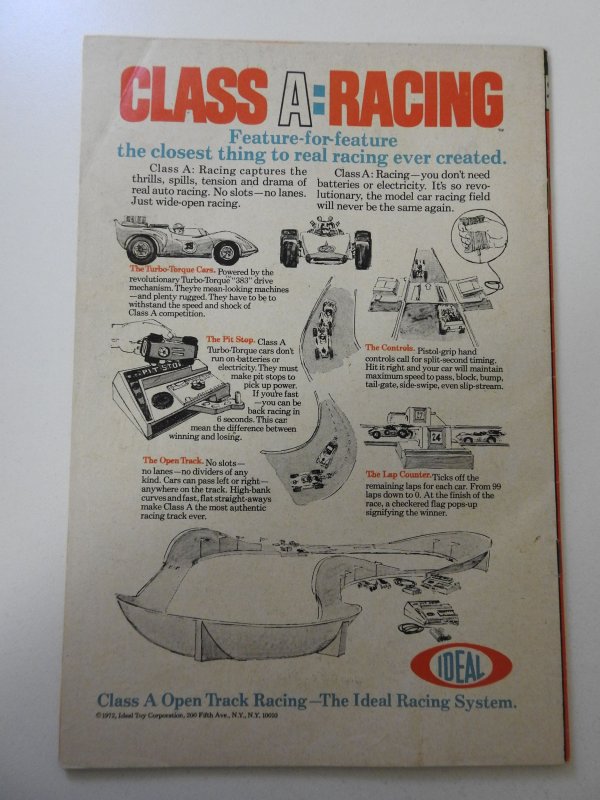 CLASS A: RACING
™
Feature-for-feature
the closest thing to real racing ever created.
Class A: Racing captures the
thrills, spills, tension and drama of
real auto racing. No slots—no lanes.
Just wide-open racing.
Class A: Racing—you don't need
batteries or electricity. It's so revo-
lutionary, the model car racing field
will never be the same again.
The Turbo-Torque Cars. Powered by the
revolutionary Turbo-Torque "383" drive
mechanism. They're mean-looking machines
—and plenty rugged. They have to be to
withstand the speed and shock of
Class A competition.
The Pit Stop. Class A
Turbo-Torque cars don't
run on batteries or
electricity. They must
make pit stops to
pick up power.
If you're fast
—you can be
back racing in
6 seconds. This can
mean the difference between
winning and losing.
PIT STOP
The Controls. Pistol-grip hand
controls call for split-second timing.
Hit it right and your car will maintain
maximum speed to pass, block, bump,
tail-gate, side-swipe, even slip-stream.
24
The Open Track. No slots—
no lanes—no dividers of any
kind. Cars can pass left or right—
anywhere on the track. High-bank
curves and fast, flat straight-aways
make Class A the most authentic
racing track ever.
The Lap Counter. Ticks off the
remaining laps for each car. From 99
laps down to 0. At the finish of the
race, a checkered flag pops-up
signifying the winner.
IDEAL
Class A Open Track Racing—The Ideal Racing System.
©1972, Ideal Toy Corporation, 200 Fifth Ave., N.Y., N.Y. 10010